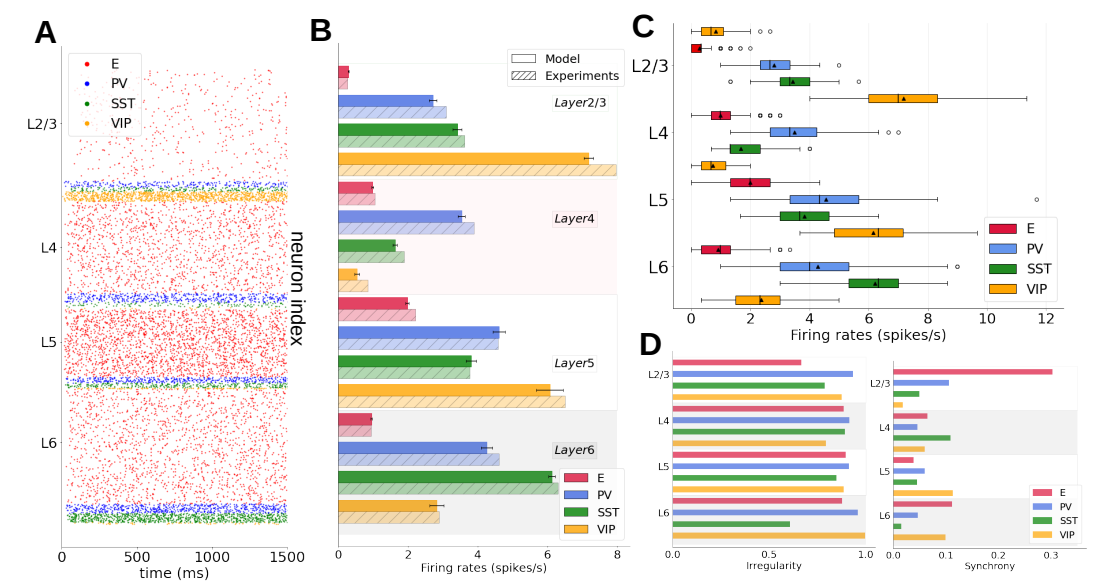 A
E
PV
SST
VIP
L2/3
L4
L5
L6
0
500
1000
1500
time (ms)
neuron index
B
Model
Experiments
Layer2/3
Layer4
Layer5
Layer6
E
PV
SST
VIP
0
2
4
6
8
Firing rates (spikes/s)
C
L2/3
L4
L5
L6
E
PV
SST
VIP
0
2
4
6
8
10
12
Firing rates (spikes/s)
D
L2/3
L4
L5
L6
0.0
0.5
1.0
Irregularity
L2/3
L4
L5
L6
E
PV
SST
VIP
0.0
0.1
0.2
0.3
Synchrony